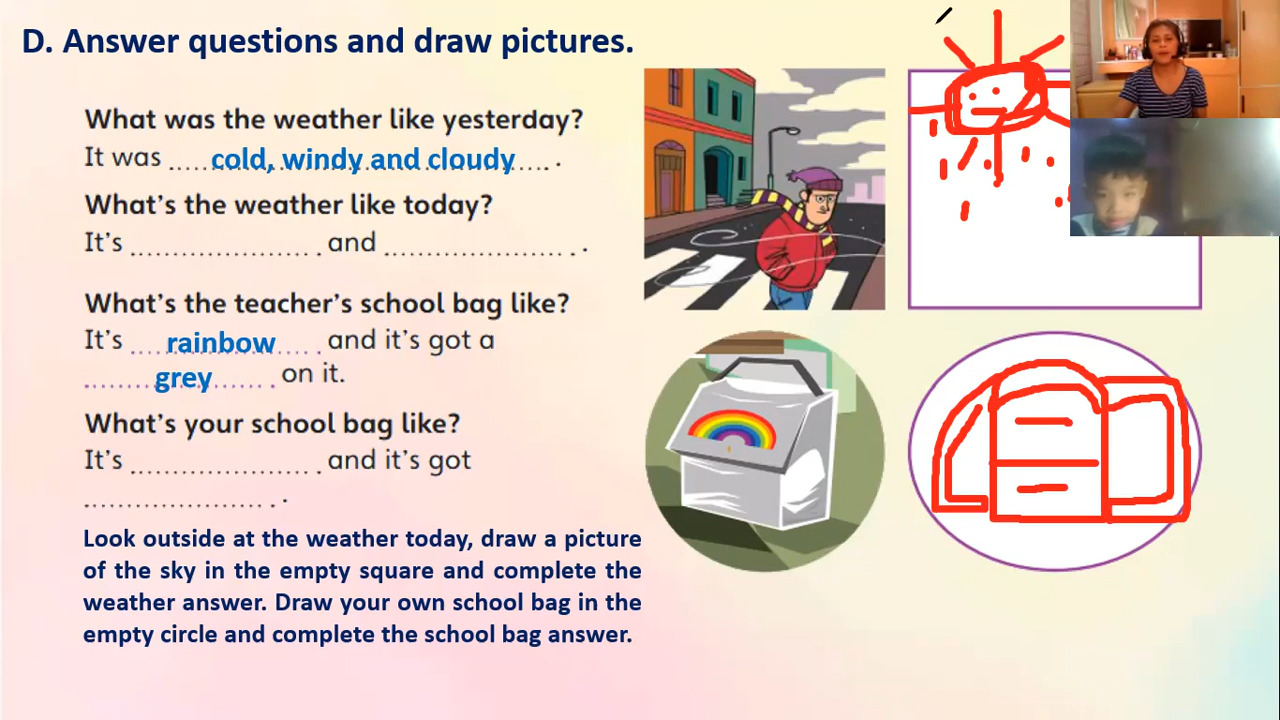 D. Answer questions and draw pictures.
What was the weather like yesterday?
It was ..... cold, windy and cloudy ..... .
What's the weather like today?
It's ..................... . and ..................... . .
What's the teacher's school bag like?
It's .... rainbow ..... . and it's got a
......... grey ....... . on it.
What's your school bag like?
It's ..................... . and it's got
..................... . .
Look outside at the weather today, draw a picture
of the sky in the empty square and complete the
weather answer. Draw your own school bag in the
empty circle and complete the school bag answer.